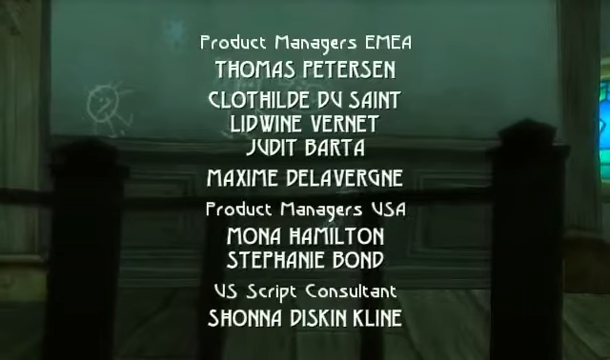 Product Managers EMEA
THOMAS PETERSEN
CLOTHILDE DU SAINT
LIDWINE VERNET
JUDIT BARTA
MAXIME DELAVERGNE
Product Managers USA
MONA HAMILTON
STEPHANIE BOND
US Script Consultant
SHONNA DISKIN KLINE